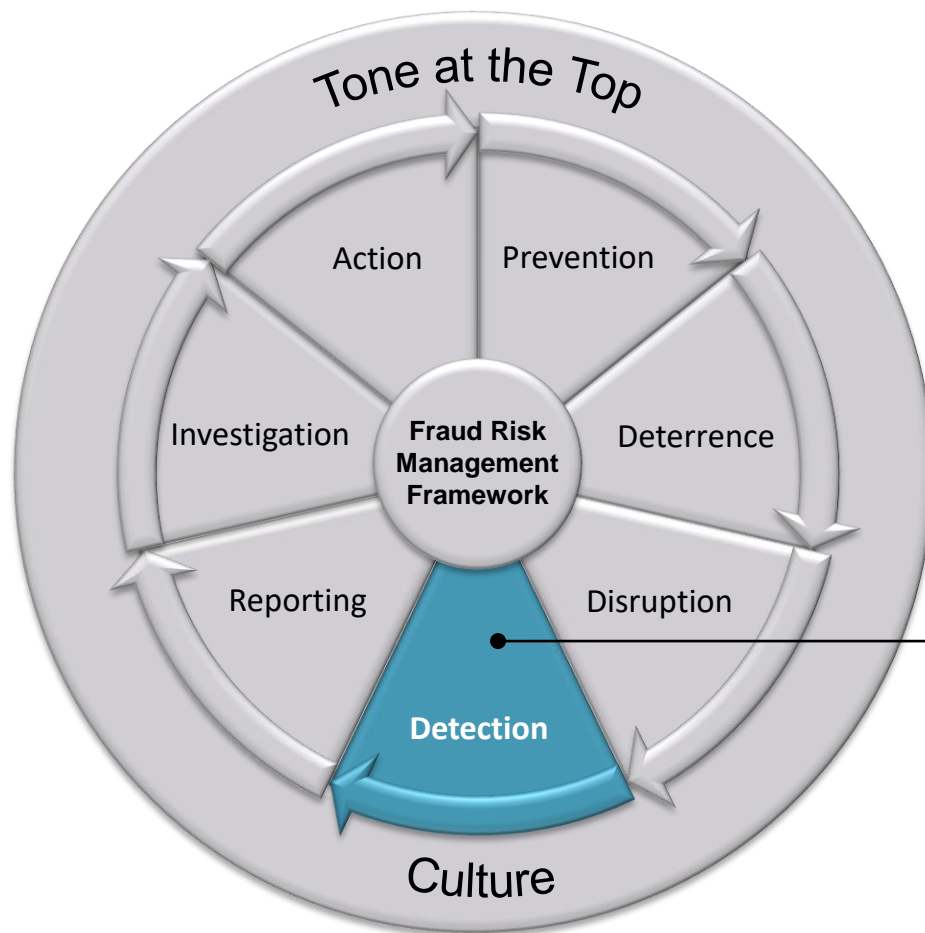 Tone at the Top
Action
Prevention
Investigation
Fraud Risk
Management
Framework
Deterrence
Reporting
Disruption
Detection
Culture